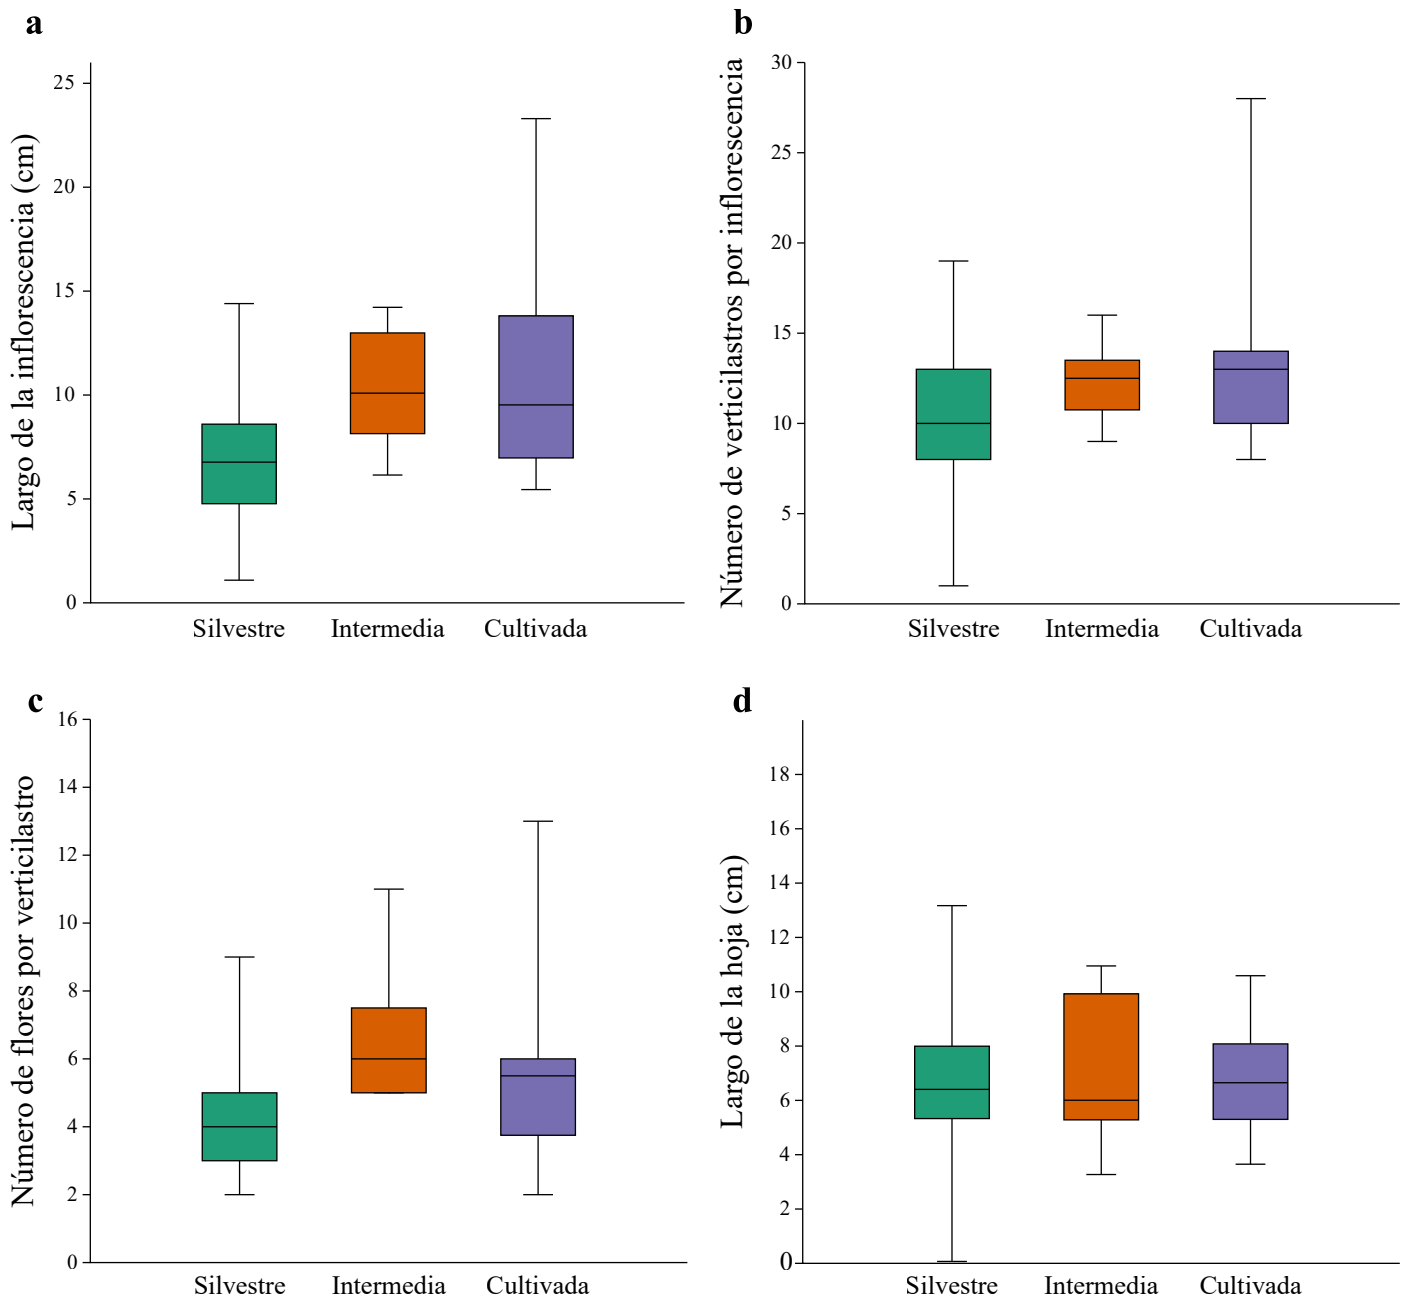 a
Largo de la inflorescencia (cm)
25
20
15
10
5
0
Silvestre Intermedia Cultivada
b
Número de verticilastros por inflorescencia
30
25
20
15
10
5
0
Silvestre Intermedia Cultivada
c
Número de flores por verticilastro
16
14
12
10
8
6
4
2
0
Silvestre Intermedia Cultivada
d
Largo de la hoja (cm)
18
16
14
12
10
8
6
4
2
0
Silvestre Intermedia Cultivada